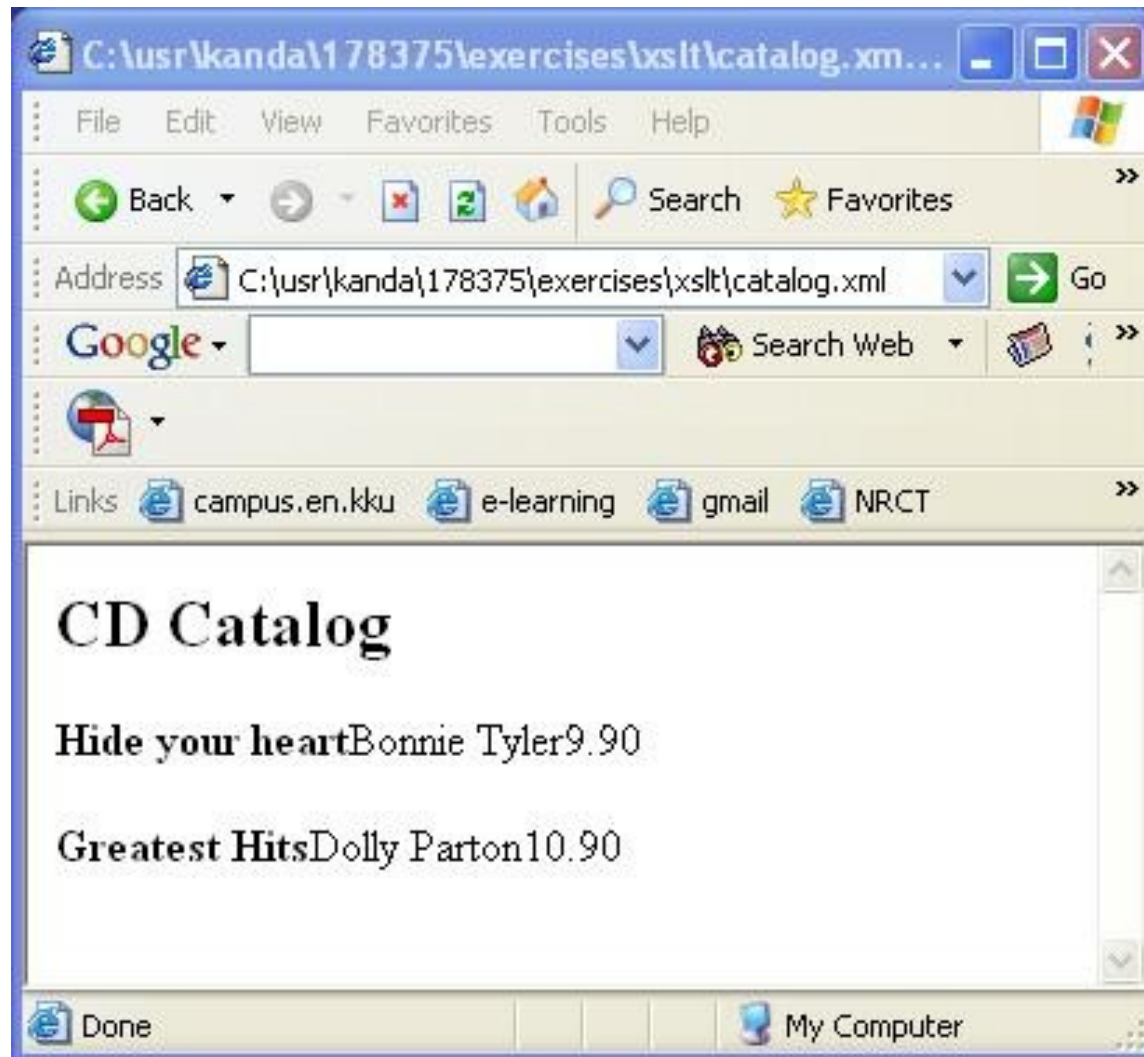 C:\usr\kanda\178375\exercises\xslt\catalog.xm...
File Edit View Favorites Tools Help
Back Search Favorites »
Address C:\usr\kanda\178375\exercises\xslt\catalog.xml Go
Google Search Web »
Links campus.en.kku e-learning gmail NRCT »
CD Catalog
Hide your heartBonnie Tyler9.90
Greatest HitsDolly Parton10.90
Done My Computer